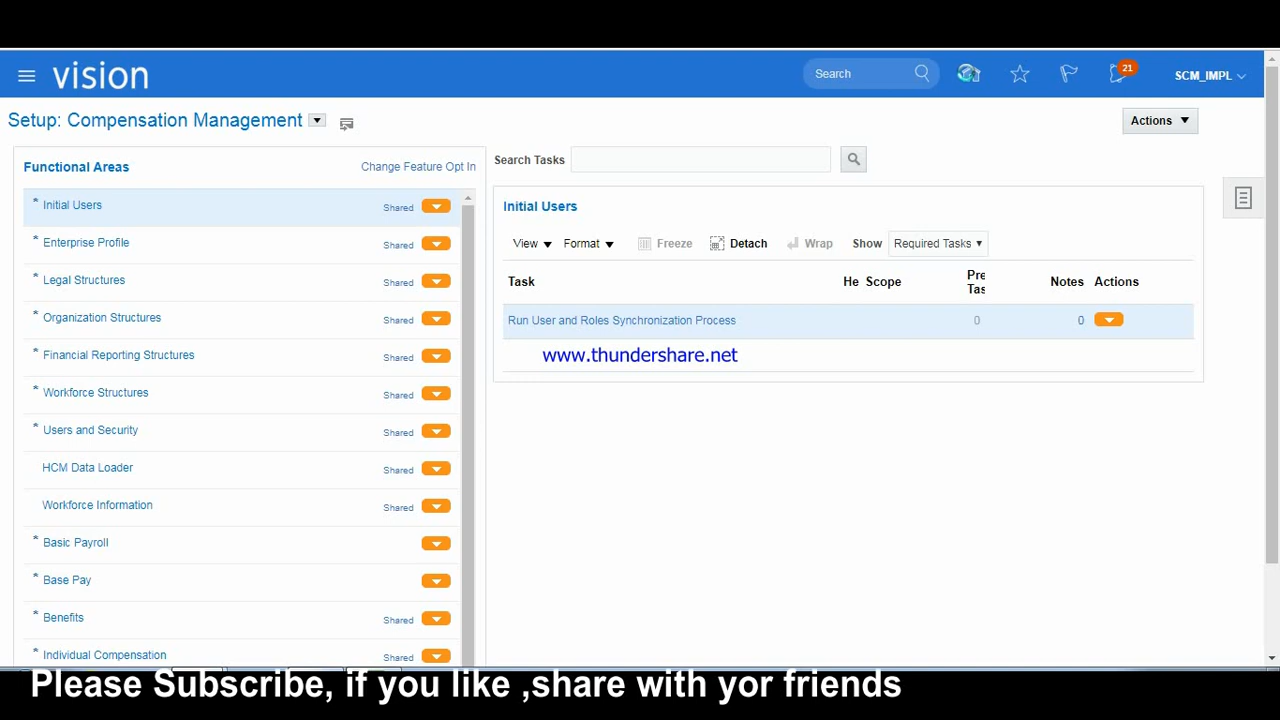 vision
Search
21
SCM_IMPL
Setup: Compensation Management
Actions
Functional Areas
Change Feature Opt In
* Initial Users Shared
* Enterprise Profile Shared
* Legal Structures Shared
* Organization Structures Shared
* Financial Reporting Structures Shared
* Workforce Structures Shared
* Users and Security Shared
HCM Data Loader Shared
Workforce Information Shared
* Basic Payroll
* Base Pay
* Benefits Shared
* Individual Compensation Shared
Search Tasks
Initial Users
View Format Freeze Detach Wrap Show Required Tasks
Task He Scope Pre Tas Notes Actions
Run User and Roles Synchronization Process 0 0
www.thundershare.net
Please Subscribe, if you like ,share with yor friends